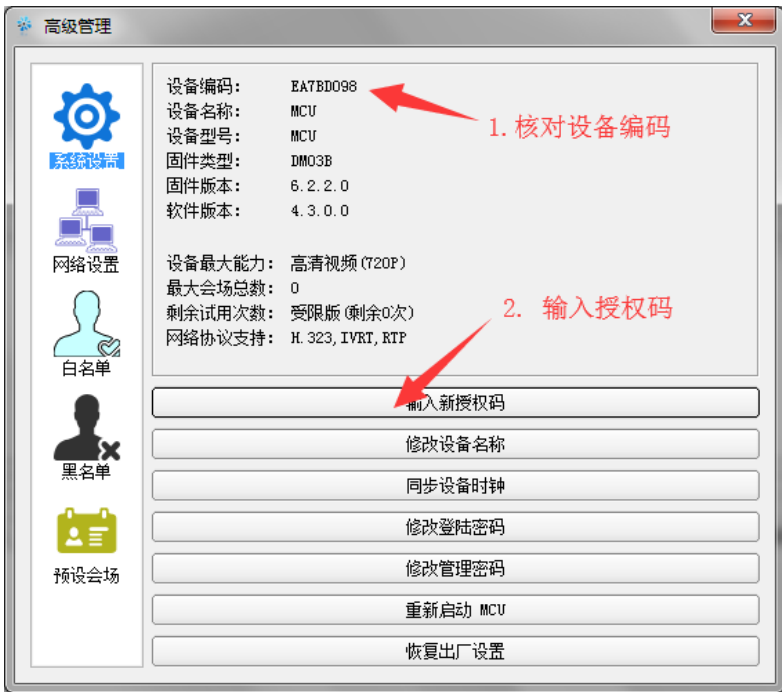 高级管理
系统设置
网络设置
白名单
黑名单
预设会场
设备编码: EA7BD098
设备名称: MCU
设备型号: MCU
固件类型: DM03B
固件版本: 6.2.2.0
软件版本: 4.3.0.0
设备最大能力: 高清视频(720P)
最大会场总数: 0
剩余试用次数: 受限版(剩余0次)
网络协议支持: H.323,IVRT,RTP
1.核对设备编码
2. 输入授权码
输入新授权码
修改设备名称
同步设备时钟
修改登陆密码
修改管理密码
重新启动 MCU
恢复出厂设置